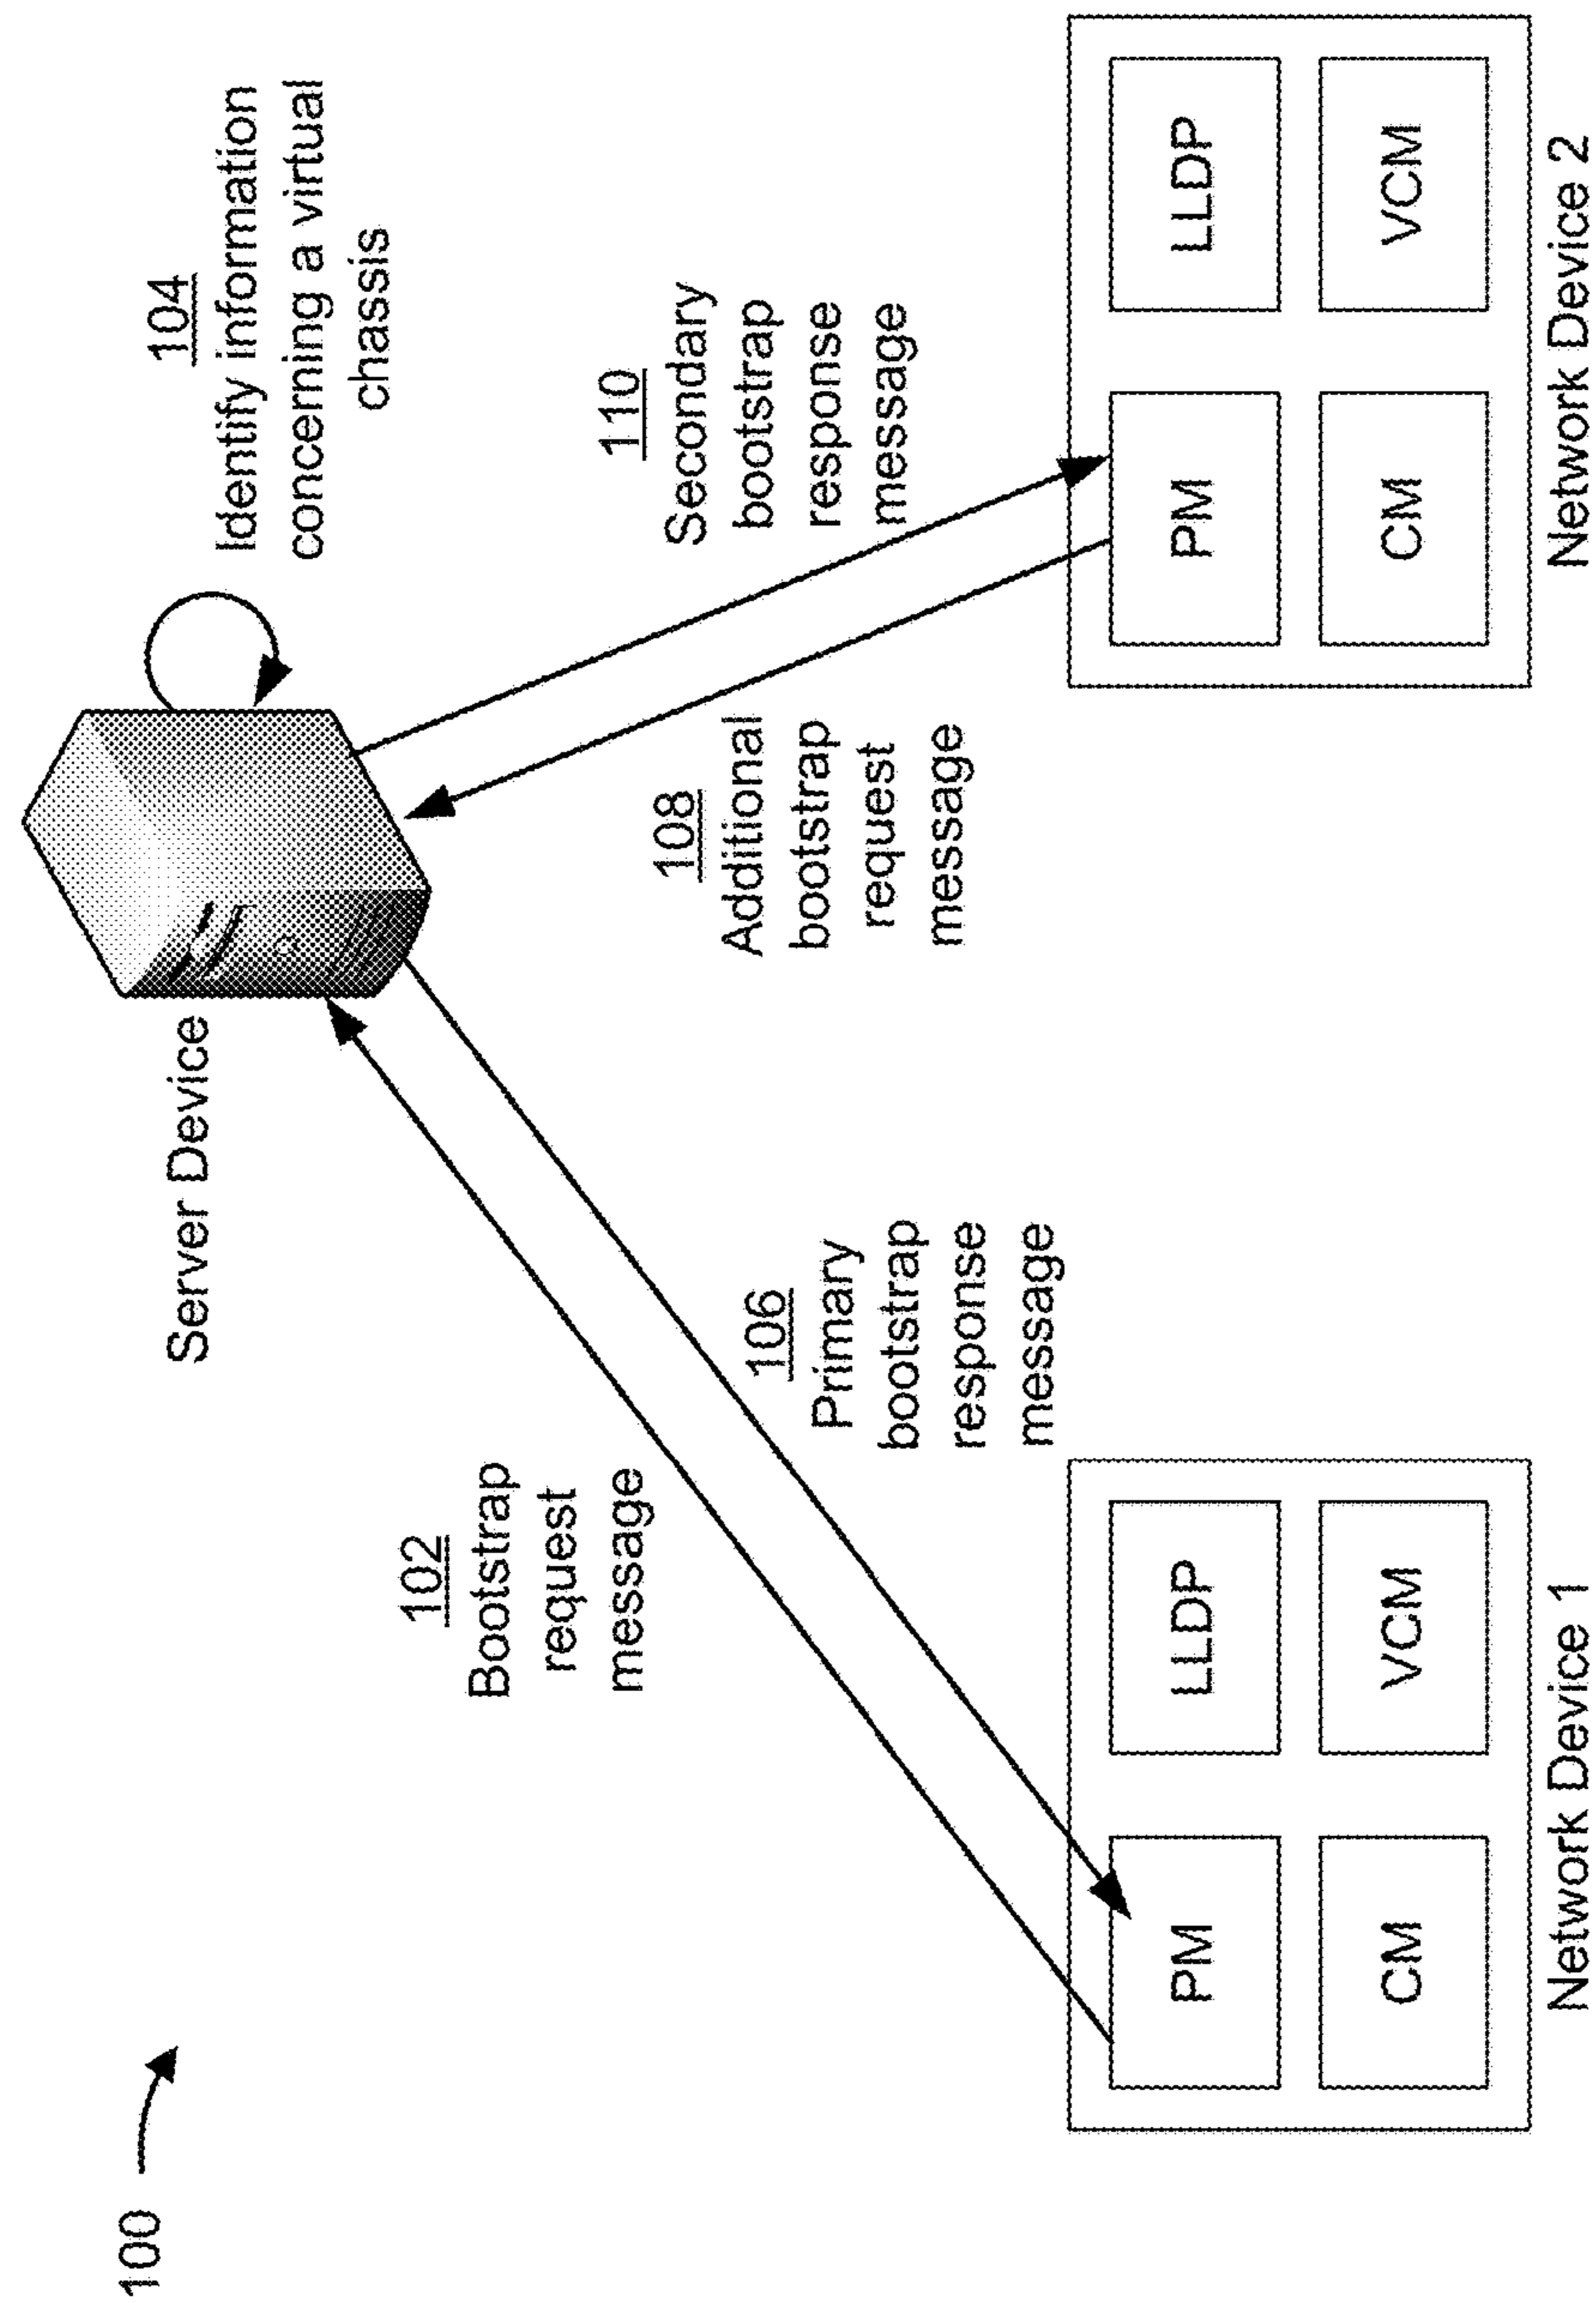 100
Server Device
104
Identify information
concerning a virtual
chassis
102
Bootstrap
request
message
106
Primary
bootstrap
response
message
108
Additional
bootstrap
request
message
110
Secondary
bootstrap
response
message
PM
LLDP
CM
VCM
Network Device 1
PM
LLDP
CM
VCM
Network Device 2